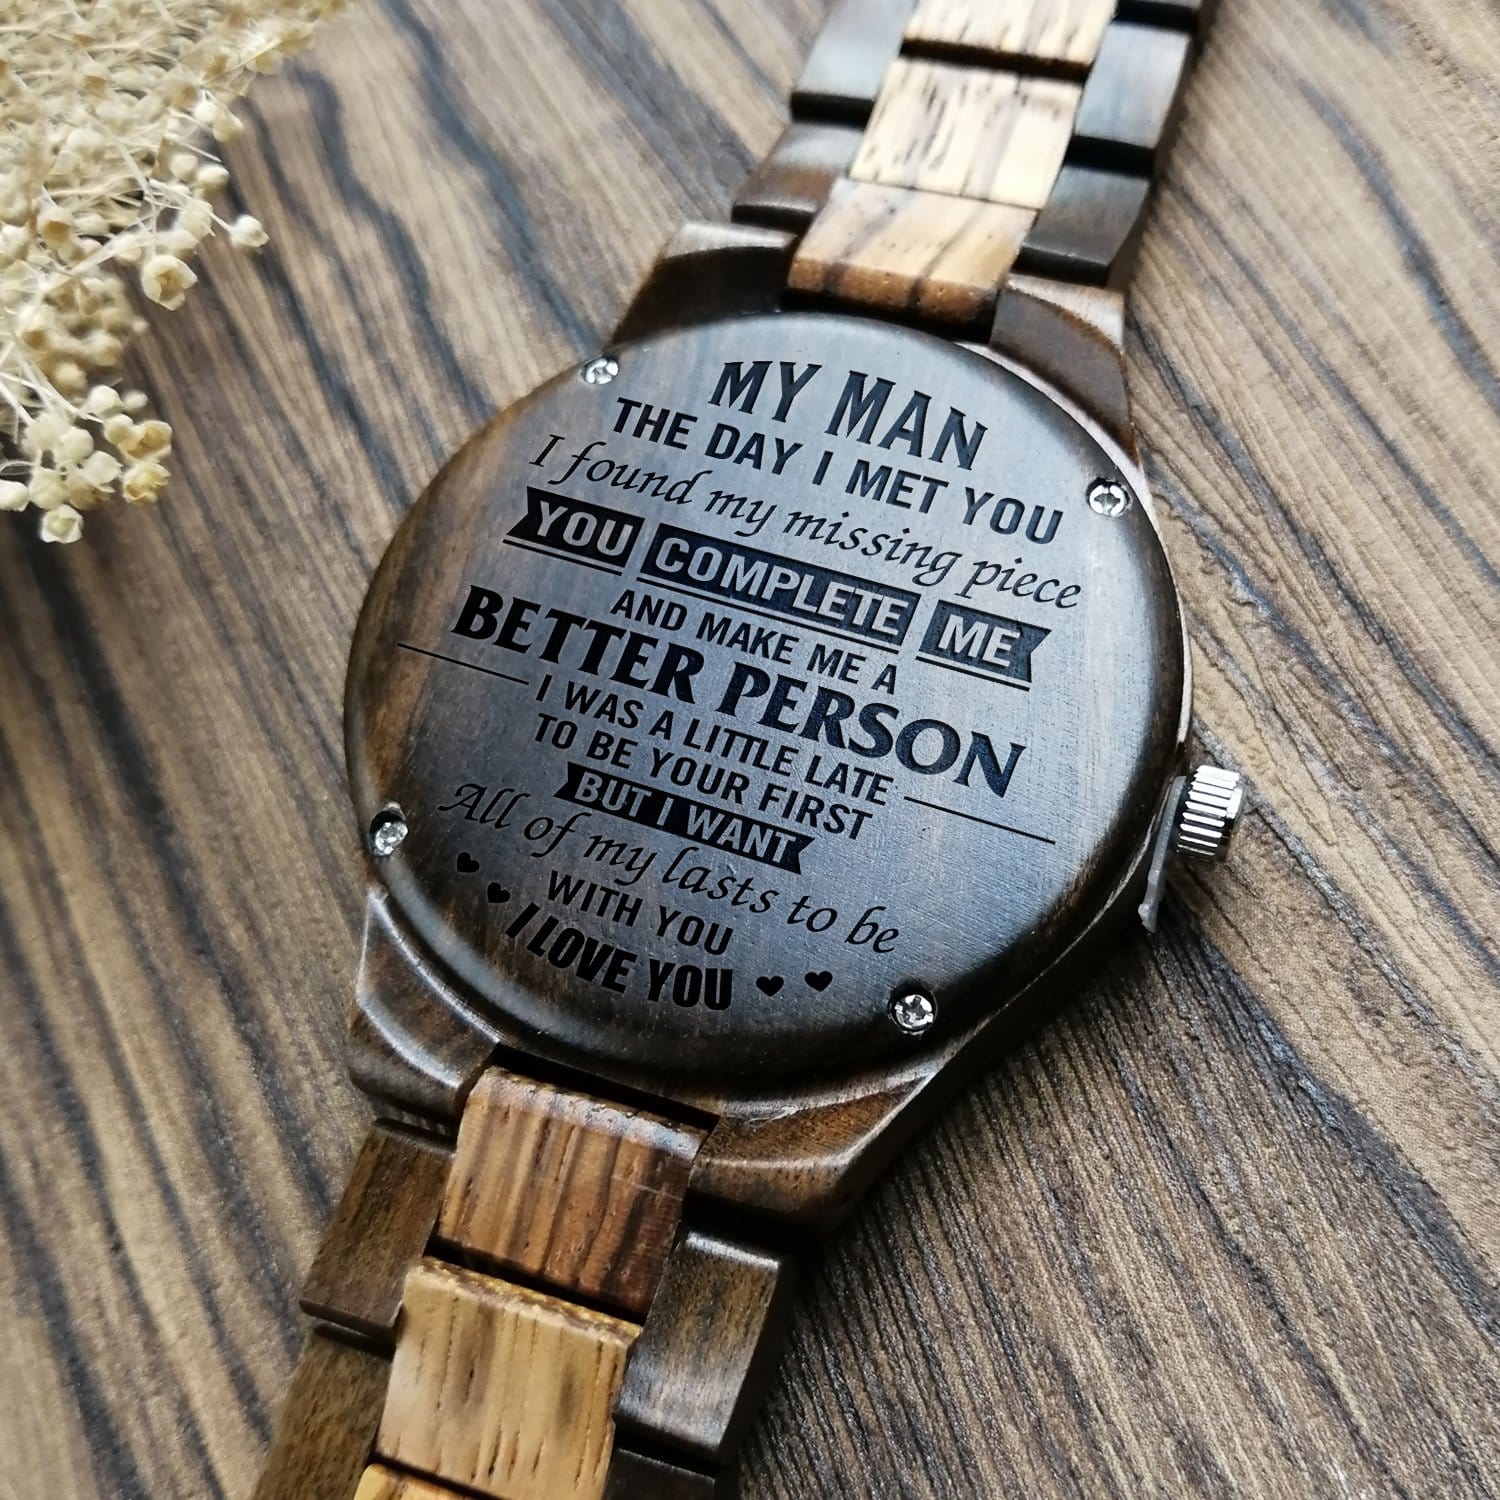 MY MAN
THE DAY I MET YOU
I found my missing piece
YOU COMPLETE ME
AND MAKE ME A
BETTER PERSON
I WAS A LITTLE LATE
TO BE YOUR FIRST
BUT I WANT
All of my lasts to be
WITH YOU
I LOVE YOU